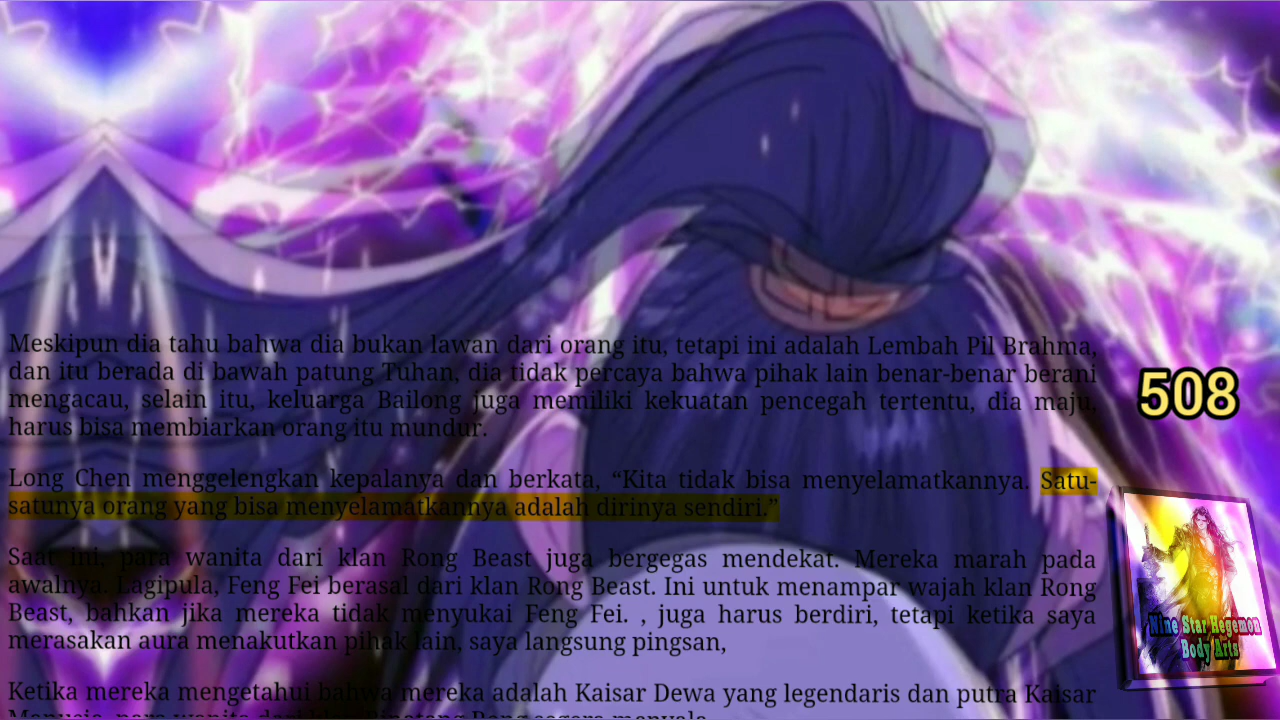 Meskipun dia tahu bahwa dia bukan lawan dari orang itu, tetapi ini adalah Lembah Pil Brahma,
dan itu berada di bawah patung Tuhan, dia tidak percaya bahwa pihak lain benar-benar berani
mengacau, selain itu, keluarga Bailong juga memiliki kekuatan pencegah tertentu, dia maju,
harus bisa membiarkan orang itu mundur.
508
Long Chen menggelengkan kepalanya dan berkata, “Kita tidak bisa menyelamatkannya. Satu-
satunya orang yang bisa menyelamatkannya adalah dirinya sendiri.”
Saat ini, para wanita dari klan Rong Beast juga bergegas mendekat. Mereka marah pada
awalnya. Lagipula, Feng Fei berasal dari klan Rong Beast. Ini untuk menampar wajah klan Rong
Beast, bahkan jika mereka tidak menyukai Feng Fei. , juga harus berdiri, tetapi ketika saya
merasakan aura menakutkan pihak lain, saya langsung pingsan,
Nine Star Hegemon
Body Arts
Ketika mereka mengetahui bahwa mereka adalah Kaisar Dewa yang legendaris dan putra Kaisar